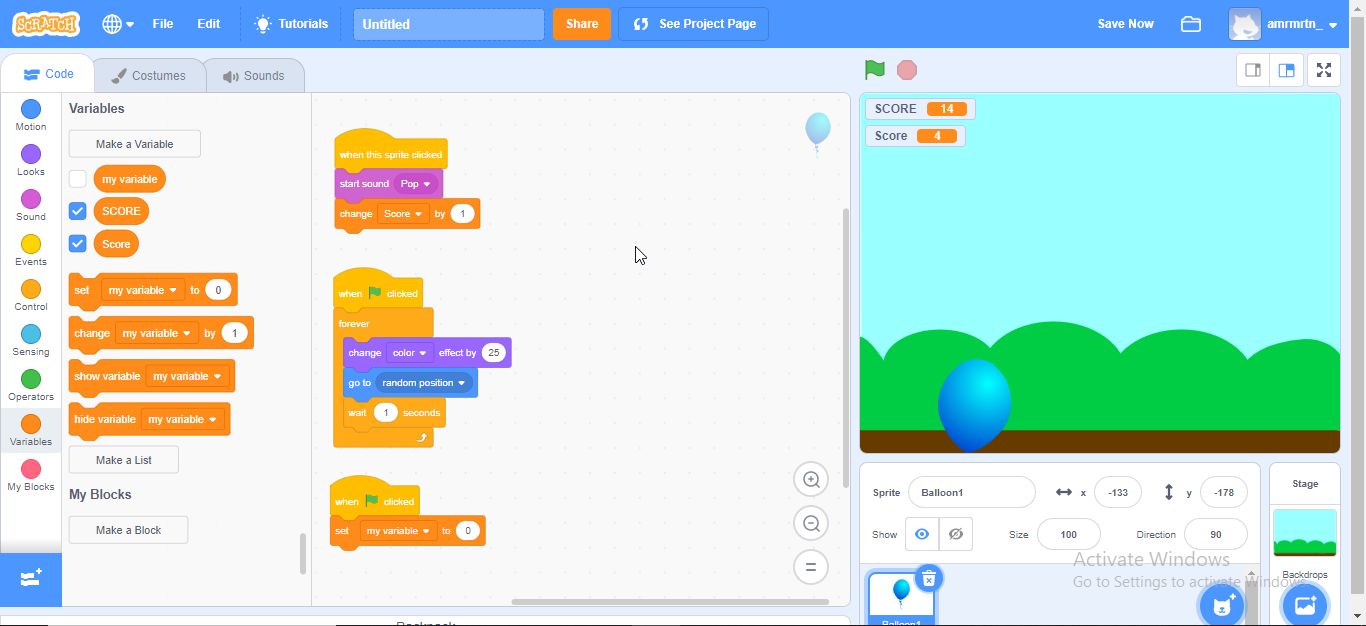 SCRATCH File Edit Tutorials Untitled Share See Project Page Save Now amrmrtn_
Code Costumes Sounds
Motion
Looks
Sound
Events
Control
Sensing
Operators
Variables
My Blocks
Variables
Make a Variable
my variable
SCORE
Score
set my variable to 0
change my variable by 1
show variable my variable
hide variable my variable
Make a List
My Blocks
Make a Block
when this sprite clicked
start sound Pop
change Score by 1
when clicked
forever
change color effect by 25
go to random position
wait 1 seconds
when clicked
set my variable to 0
SCORE 14
Score 4
Sprite Balloon1 x -133 y -178
Show Size 100 Direction 90
Balloon1
Stage
Backdrops
Activate Windows
Go to Settings to activate Windows.
Backpack